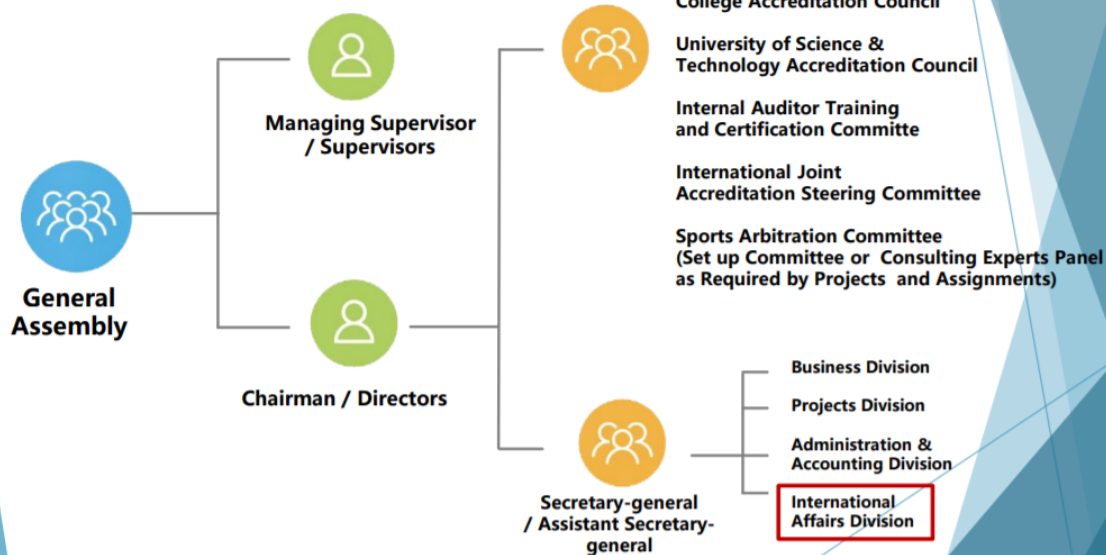 College Accreditation Council
University of Science &
Technology Accreditation Council
Internal Auditor Training
and Certification Committe
International Joint
Accreditation Steering Committee
Sports Arbitration Committee
(Set up Committee or Consulting Experts Panel
as Required by Projects and Assignments)
Managing Supervisor
/ Supervisors
General
Assembly
Chairman / Directors
Secretary-general
/ Assistant Secretary-
general
Business Division
Projects Division
Administration &
Accounting Division
International
Affairs Division